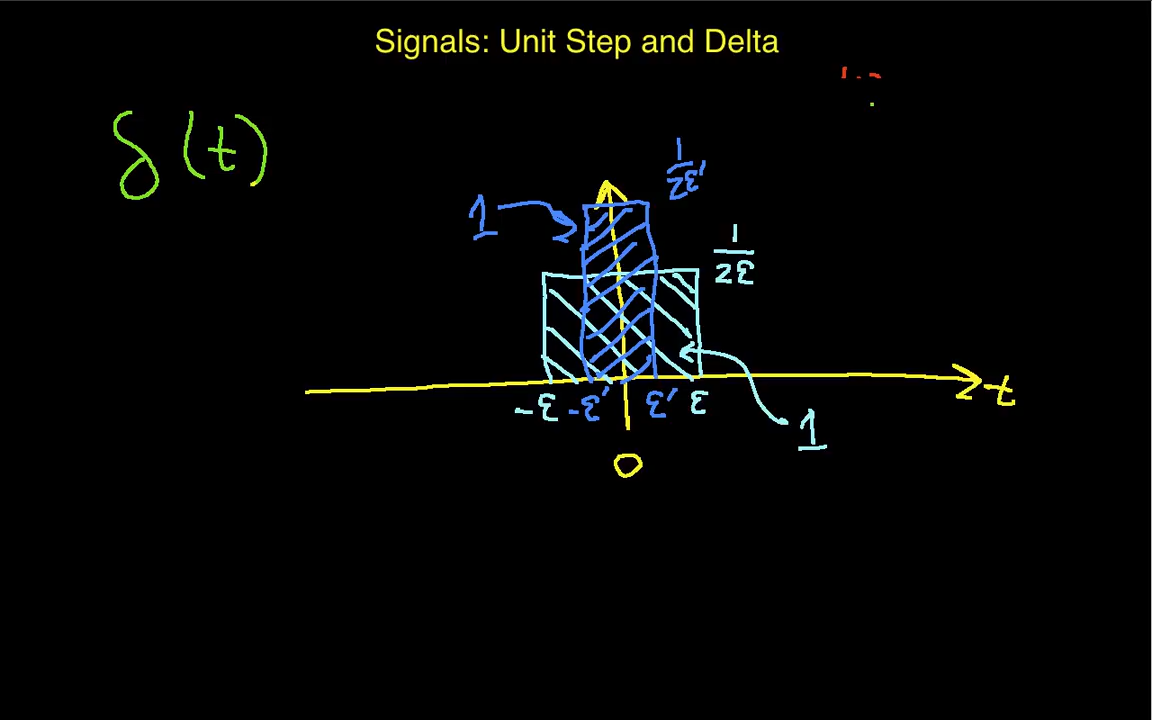 Signals: Unit Step and Delta
δ(t)
1
1/2ε'
1/2ε
-ε -ε' ε' ε
t
1
0